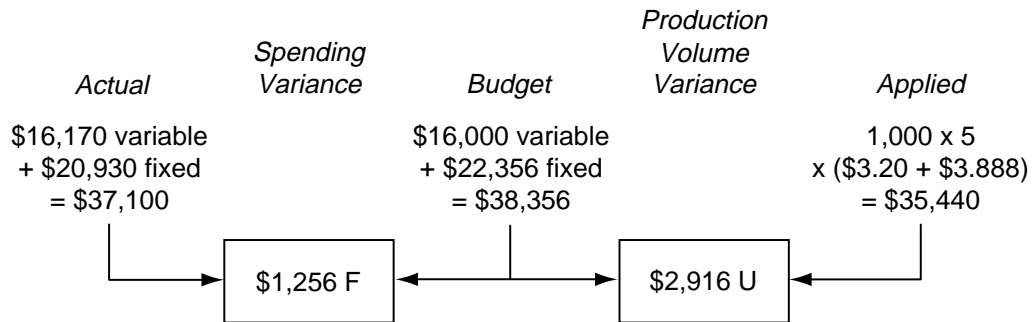 Actual
Spending
Variance
Budget
Production
Volume
Variance
Applied
$16,170 variable
+ $20,930 fixed
= $37,100
$16,000 variable
+ $22,356 fixed
= $38,356
1,000 x 5
x ($3.20 + $3.888)
= $35,440
$1,256 F
$2,916 U